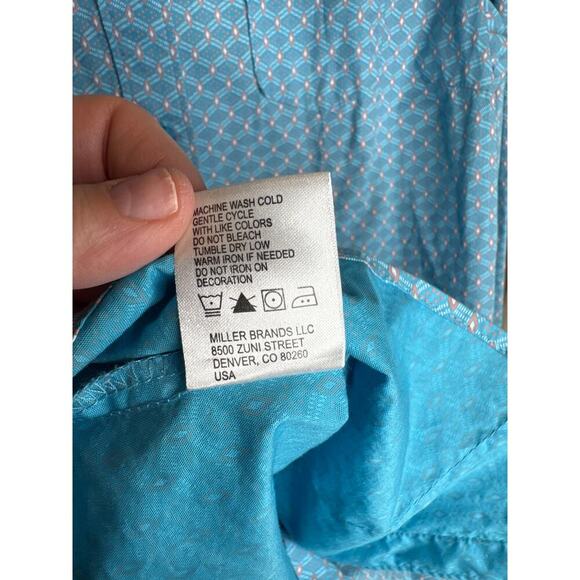 MACHINE WASH COLD
GENTLE CYCLE
WITH LIKE COLORS
DO NOT BLEACH
TUMBLE DRY LOW
WARM IRON IF NEEDED
DO NOT IRON ON
DECORATION
MILLER BRANDS LLC
8500 ZUNI STREET
DENVER, CO 80260
USA